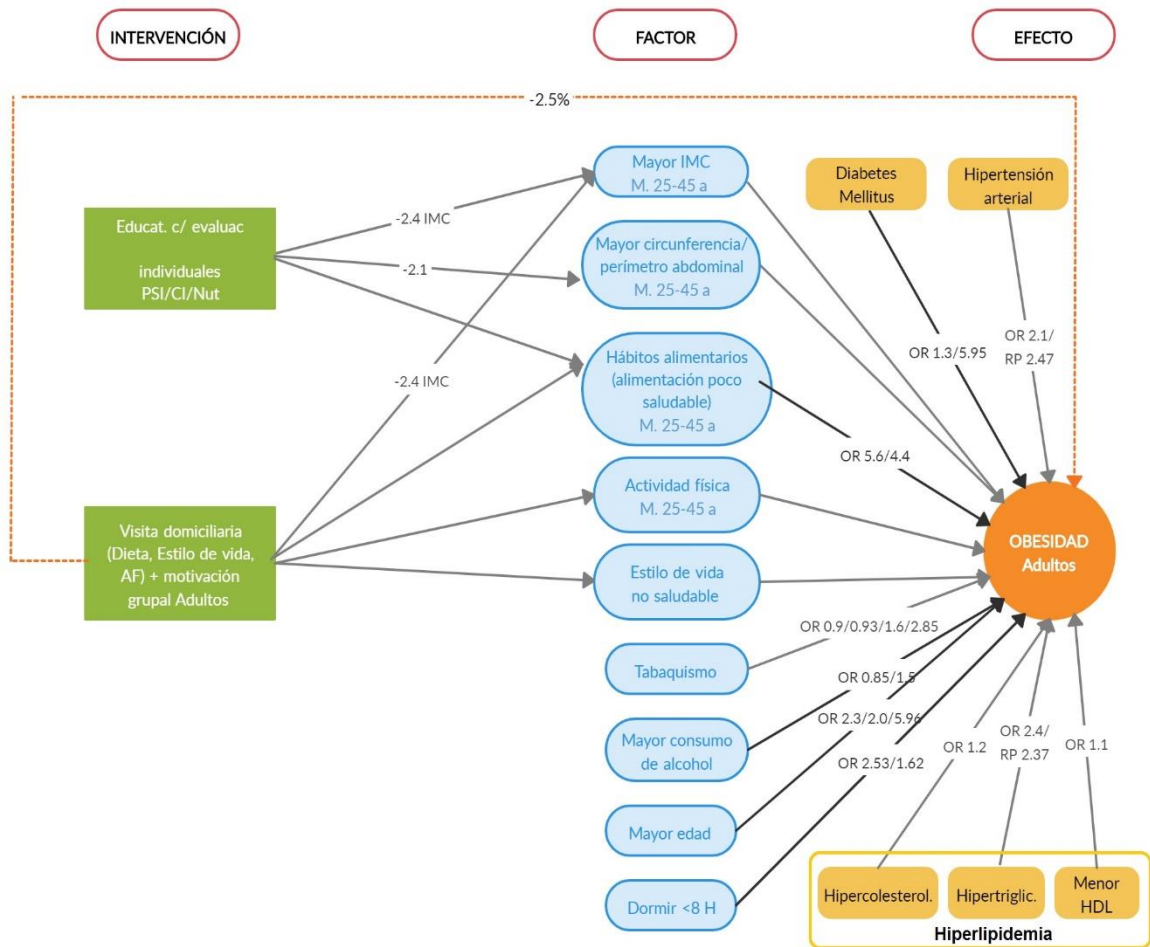 INTERVENCIÓN
FACTOR
EFECTO
-2.5%
Mayor IMC
M. 25-45 a
Diabetes
Mellitus
Hipertensión
arterial
Educat. c/ evaluac
individuales
PSI/CI/Nut
-2.4 IMC
-2.1
Mayor circunferencia/
perímetro abdominal
M. 25-45 a
OR 1.3/5.95
OR 2.1/
RP 2.47
-2.4 IMC
Hábitos alimentarios
(alimentación poco
saludable)
M. 25-45 a
OR 5.6/4.4
Actividad física
M. 25-45 a
Visita domiciliaria
(Dieta, Estilo de vida,
AF) + motivación
grupal Adultos
OBESIDAD
Adultos
Estilo de vida
no saludable
OR 0.9/0.93/1.6/2.85
Tabaquismo
OR 0.85/1.5
Mayor consumo
de alcohol
OR 2.3/2.0/5.96
OR 2.53/1.62
OR 1.2
OR 2.4/
RP 2.37
OR 1.1
Mayor edad
Dormir <8 H
Hipercolesterol.
Hipertriglic.
Menor
HDL
Hiperlipidemia